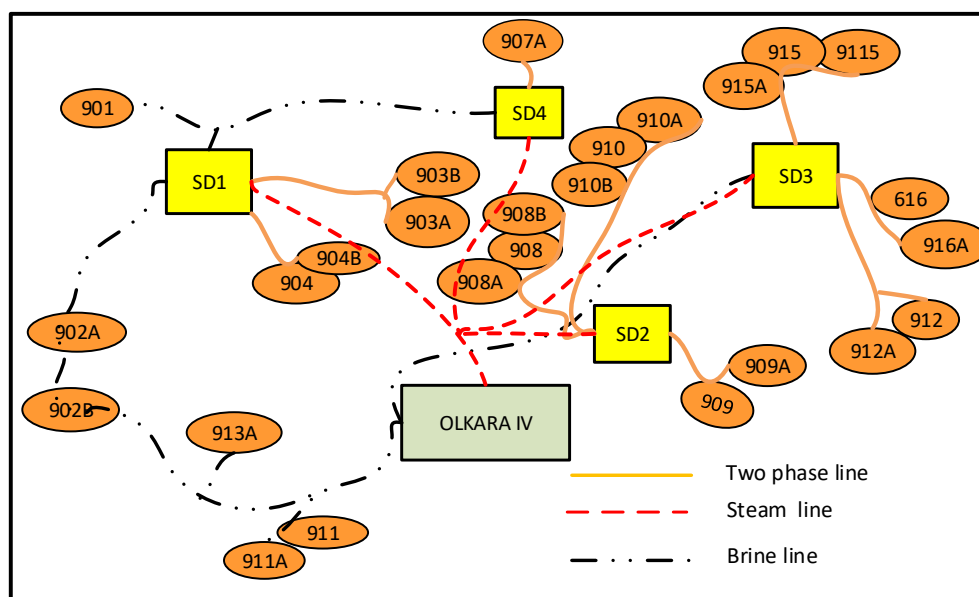 907A
915
9115
915A
901
SD4
910A
910
SD1
903B
910B
SD3
903A
908B
616
908
916A
904B
904
908A
902A
SD2
912
912A
909A
902B
909
OLKARA IV
913A
Two phase line
Steam line
911
911A
Brine line